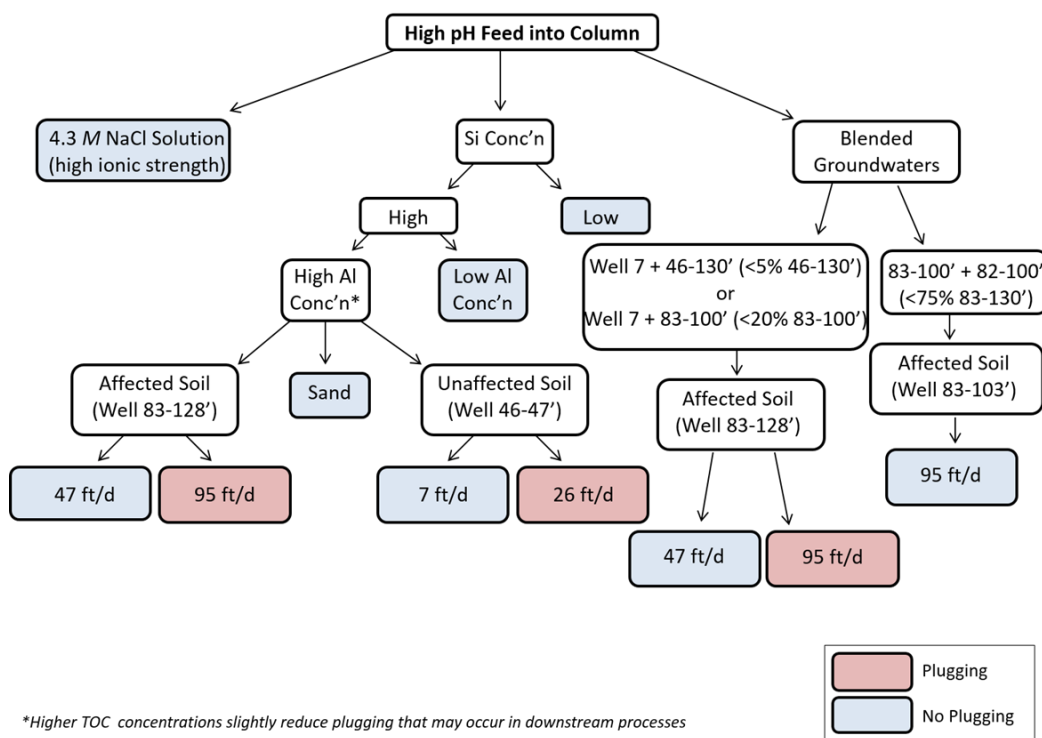 High pH Feed into Column
4.3 M NaCl Solution
(high ionic strength)
Si Conc’n
Blended
Groundwaters
High
Low
High Al
Conc’n*
Low Al
Conc’n
Well 7 + 46-130’ (<5% 46-130’)
or
Well 7 + 83-100’ (<20% 83-100’)
83-100’ + 82-100’
(<75% 83-130’)
Affected Soil
(Well 83-128’)
Sand
Unaffected Soil
(Well 46-47’)
Affected Soil
(Well 83-128’)
Affected Soil
(Well 83-103’)
47 ft/d
95 ft/d
7 ft/d
26 ft/d
95 ft/d
47 ft/d
95 ft/d
Plugging
No Plugging
*Higher TOC concentrations slightly reduce plugging that may occur in downstream processes